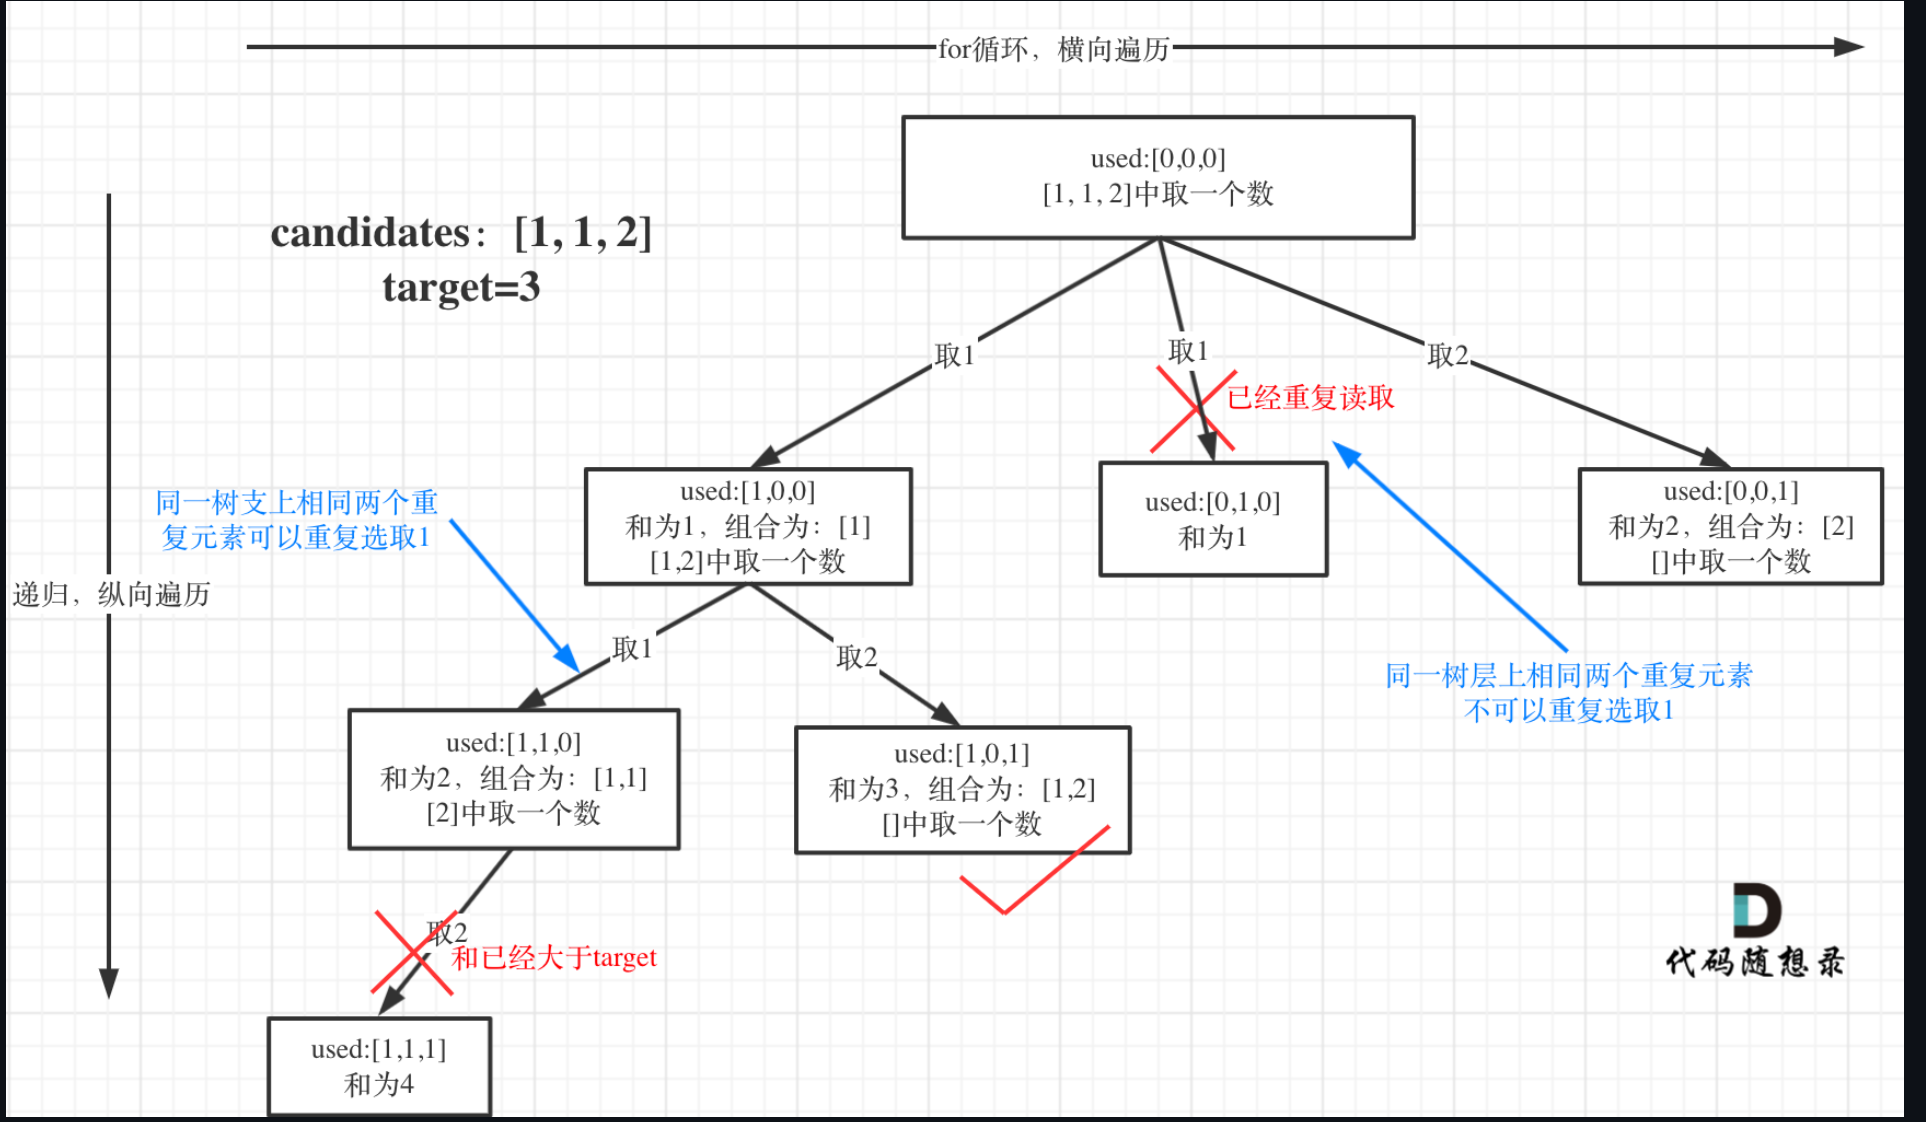 for循环，横向遍历
used:[0,0,0]
[1, 1, 2]中取一个数
candidates：[1, 1, 2]
target=3
取1
取1
取2
已经重复读取
同一树支上相同两个重
复元素可以重复选取1
used:[1,0,0]
和为1，组合为：[1]
[1,2]中取一个数
used:[0,1,0]
和为1
used:[0,0,1]
和为2，组合为：[2]
[]中取一个数
递归，纵向遍历
取1
取2
同一树层上相同两个重复元素
不可以重复选取1
used:[1,1,0]
和为2，组合为：[1,1]
[2]中取一个数
used:[1,0,1]
和为3，组合为：[1,2]
[]中取一个数
取2
和已经大于target
代码随想录
used:[1,1,1]
和为4